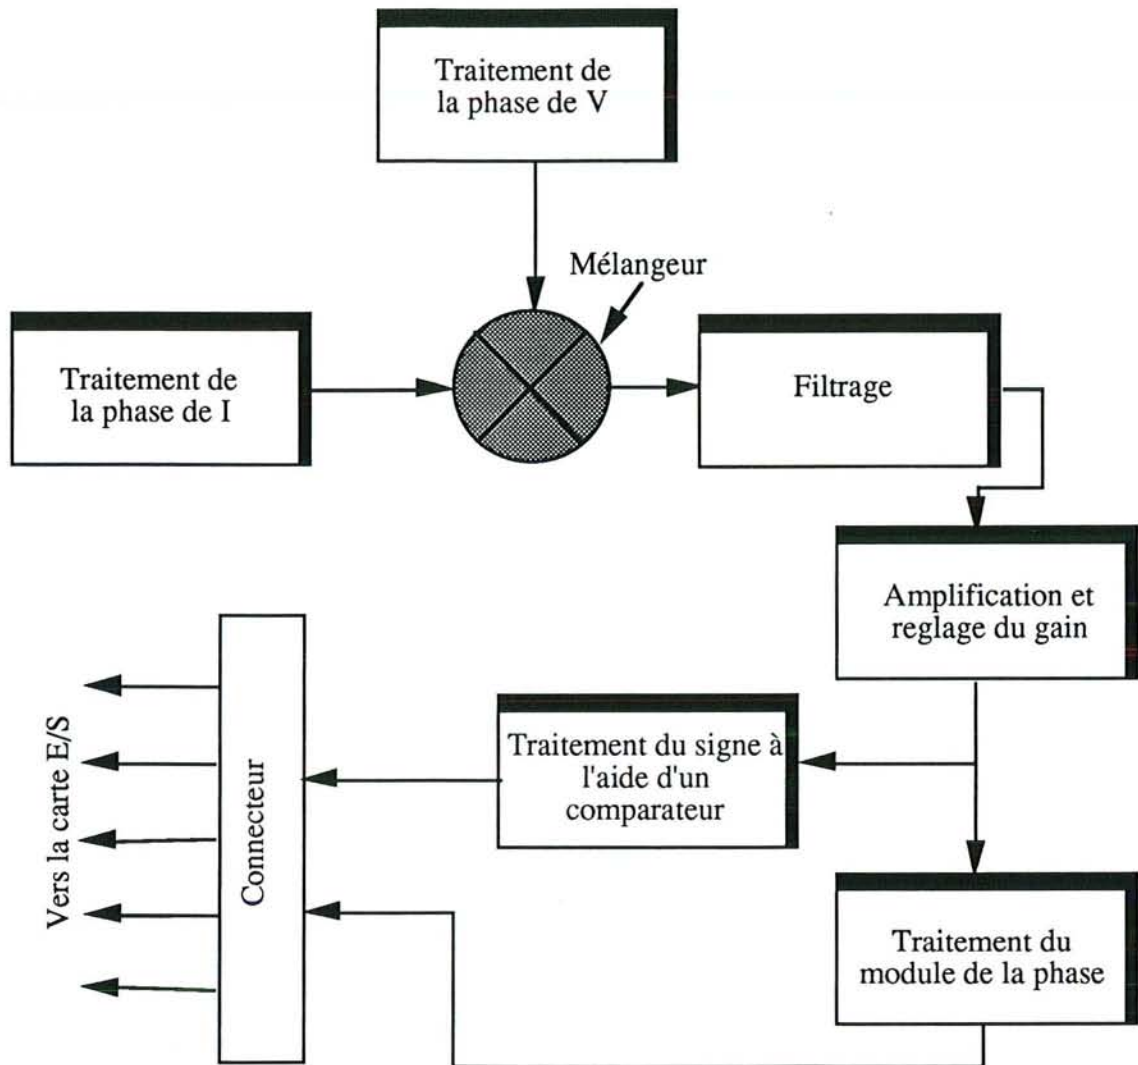 Traitement de
la phase de V
Mélangeur
Traitement de
la phase de I
Filtrage
Amplification et
reglage du gain
Traitement du signe à
l'aide d'un
comparateur
Connecteur
Vers la carte E/S
Traitement du
module de la phase